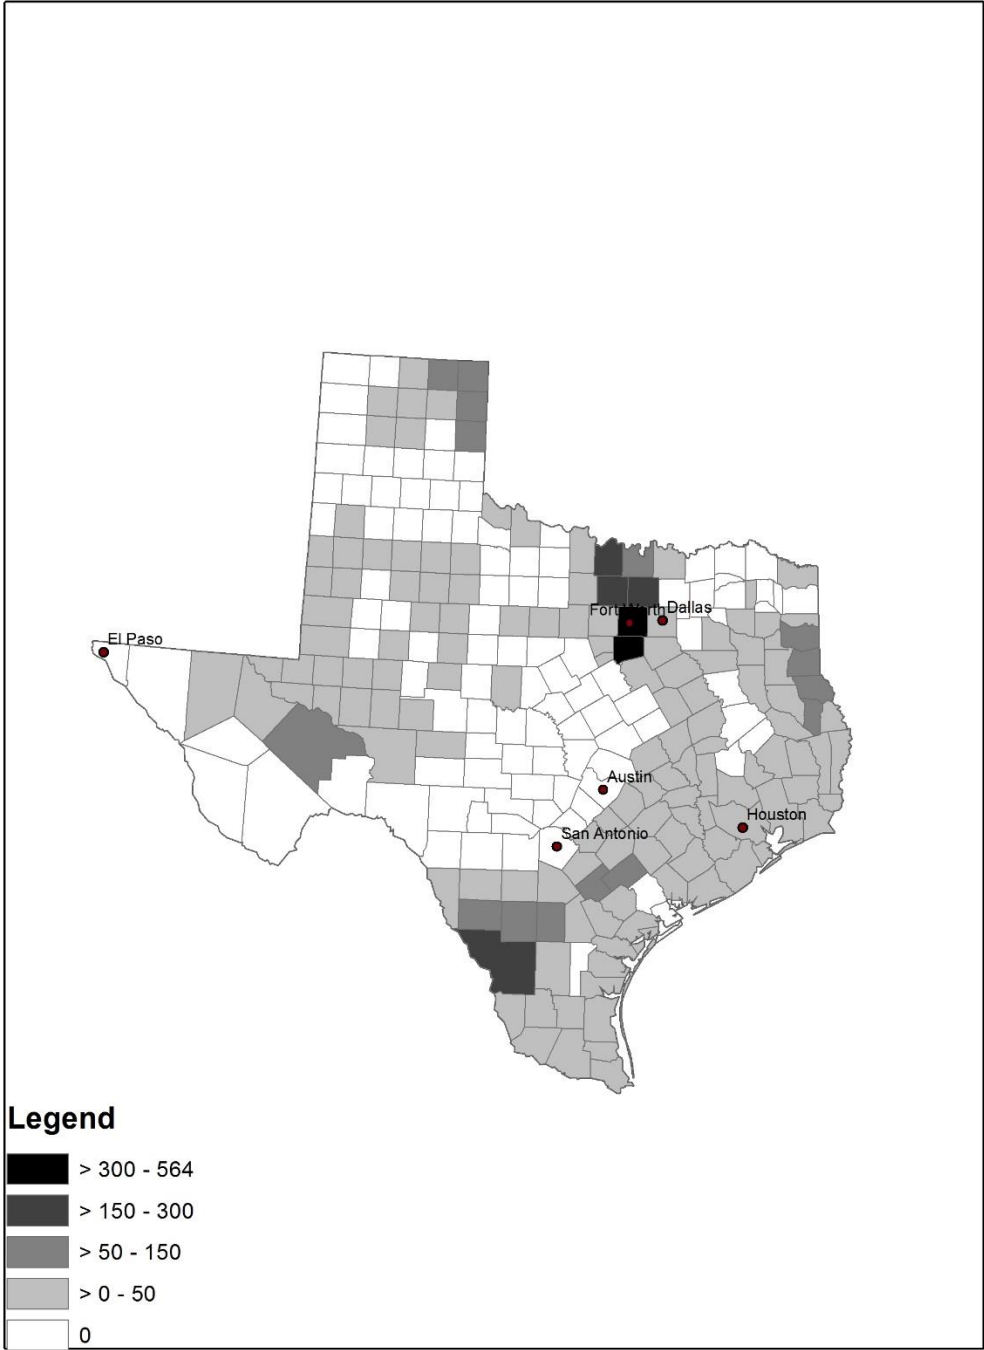 El Paso
Fort Worth
Dallas
Austin
Houston
San Antonio
Legend
> 300 - 564
> 150 - 300
> 50 - 150
> 0 - 50
0